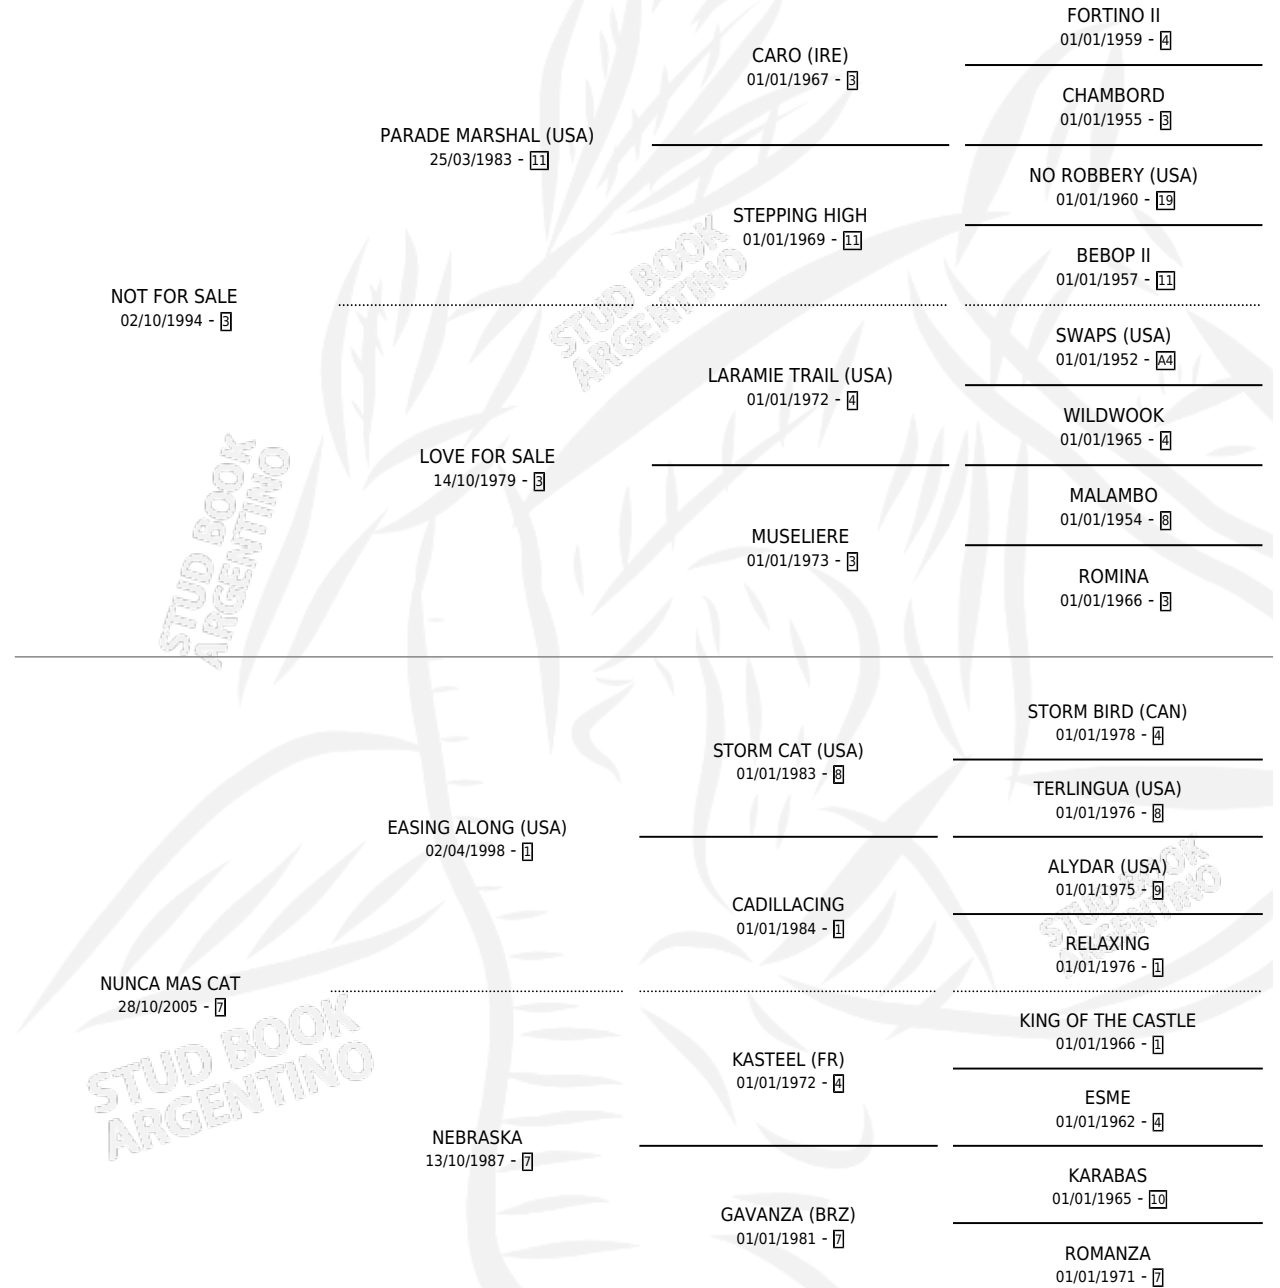 FORTINO II
01/01/1959 - 4
CARO (IRE)
01/01/1967 - 3
CHAMBORD
01/01/1955 - 3
PARADE MARSHAL (USA)
25/03/1983 - 11
NO ROBBERY (USA)
01/01/1960 - 19
STEPPING HIGH
01/01/1969 - 11
BEBOP II
01/01/1957 - 11
NOT FOR SALE
02/10/1994 - 3
SWAPS (USA)
01/01/1952 - A4
LARAMIE TRAIL (USA)
01/01/1972 - 4
WILDWOOK
01/01/1965 - 4
LOVE FOR SALE
14/10/1979 - 3
MALAMBO
01/01/1954 - 8
MUSELIERE
01/01/1973 - 3
ROMINA
01/01/1966 - 3
STUD BOOK
ARGENTINO
STUD BOOK
ARGENTINO
STORM BIRD (CAN)
01/01/1978 - 4
STORM CAT (USA)
01/01/1983 - 8
TERLINGUA (USA)
01/01/1976 - 8
EASING ALONG (USA)
02/04/1998 - 1
ALYDAR (USA)
01/01/1975 - 9
CADILLACING
01/01/1984 - 1
RELAXING
01/01/1976 - 1
NUNCA MAS CAT
28/10/2005 - 7
KING OF THE CASTLE
01/01/1966 - 1
KASTEEL (FR)
01/01/1972 - 4
ESME
01/01/1962 - 4
NEBRASKA
13/10/1987 - 7
KARABAS
01/01/1965 - 10
GAVANZA (BRZ)
01/01/1981 - 7
ROMANZA
01/01/1971 - 7
STUD BOOK
ARGENTINO
STUD BOOK
ARGENTINO